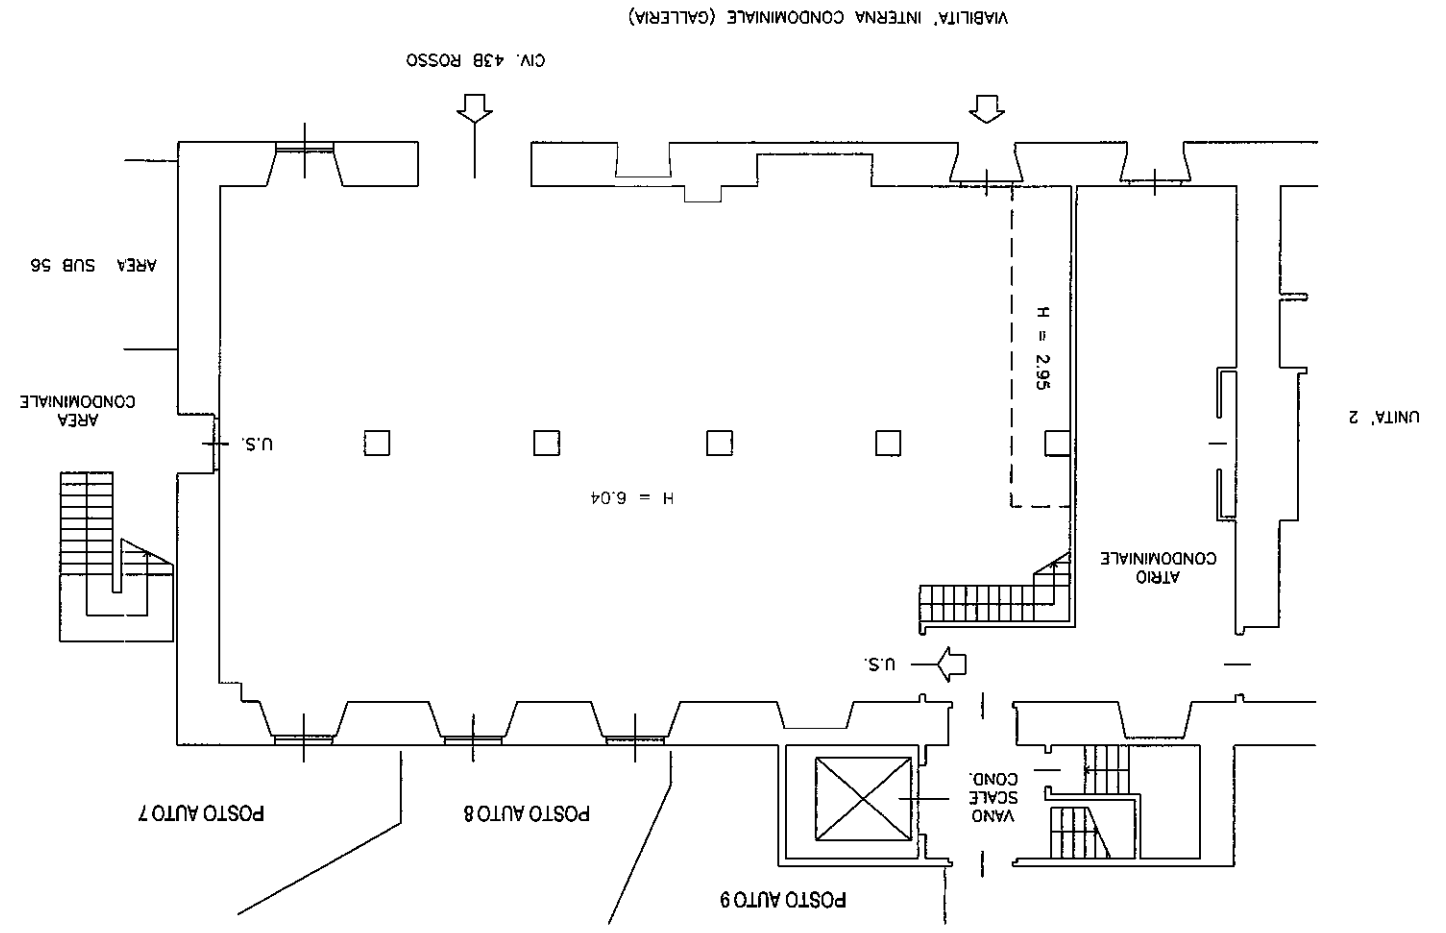 POSTO AUTO 9
POSTO AUTO 8
POSTO AUTO 7
VANO
SCALE
COND.
U.S.
ATRIO
CONDOMINIALE
H = 6.04
U.S.
UNITA' 2
AREA
CONDOMINIALE
H = 2.95
AREA SUB 56
CIV. 43B ROSSO
VIABILITA' INTERNA CONDOMINIALE (GALLERIA)